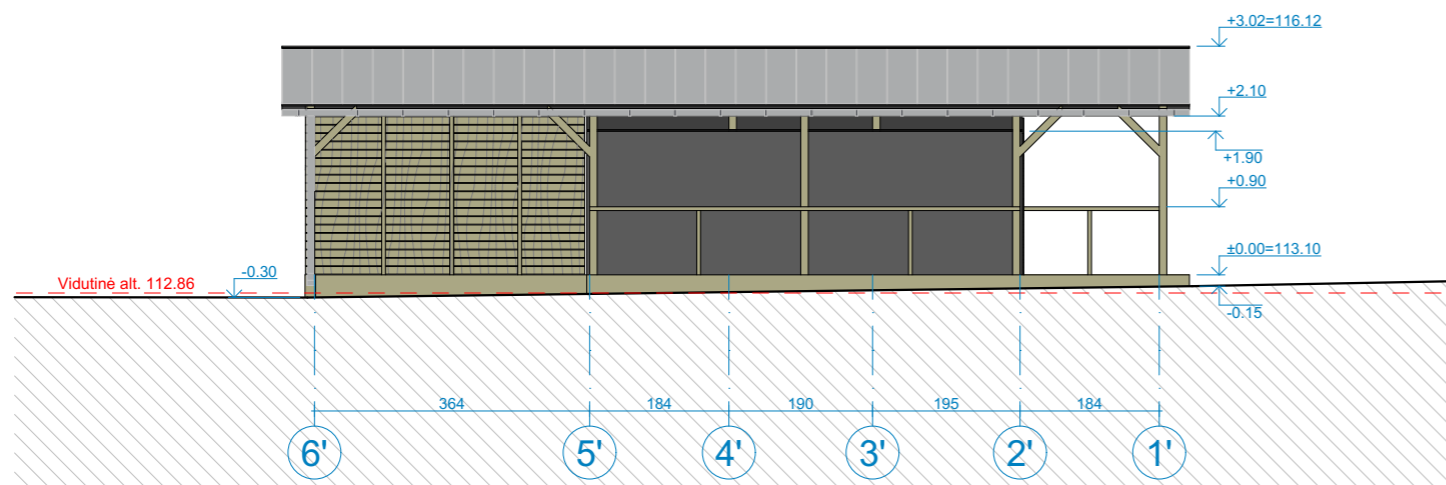 +3.02=116.12
+2.10
+1.90
+0.90
±0.00=113.10
Vidutinė alt. 112.86
-0.30
-0.15
364 184 190 195 184
6' 5' 4' 3' 2' 1'